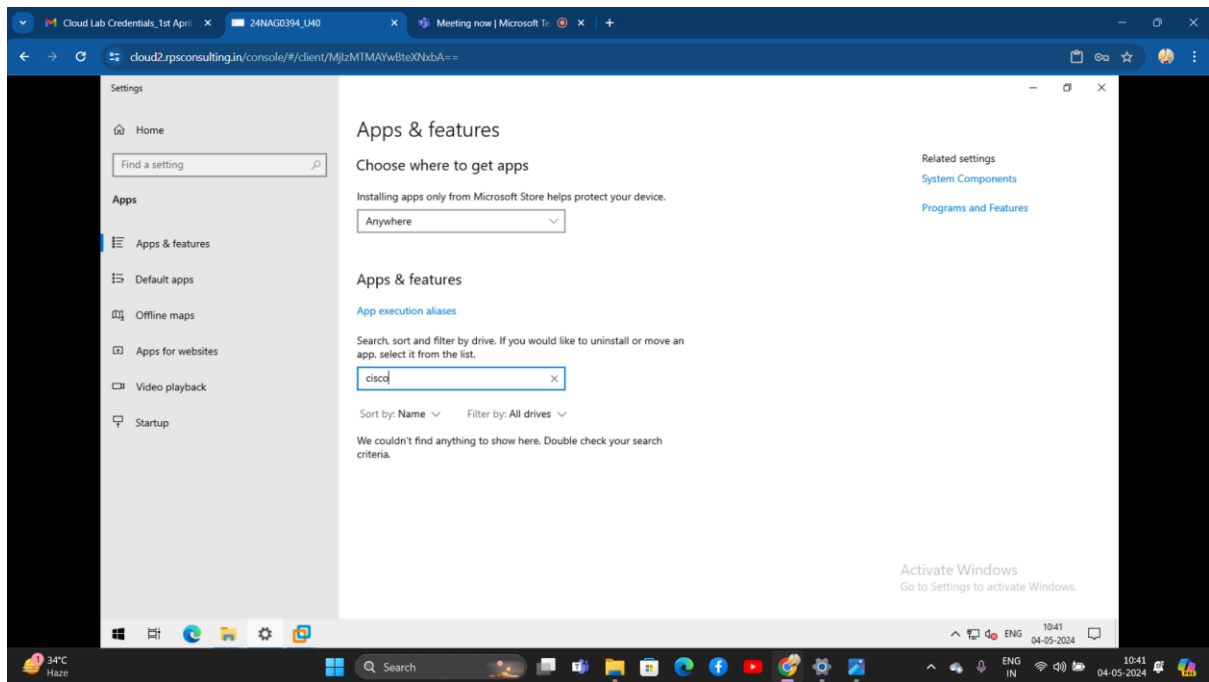 Cloud Lab Credentials_1st April
24NAG0394_U40
Meeting now | Microsoft Te
cloud2.rpsconsulting.in/console/#/client/MjIzMTMAYwBteXNxbA==
Settings
Home
Find a setting
Apps
Apps & features
Default apps
Offline maps
Apps for websites
Video playback
Startup
Apps & features
Choose where to get apps
Installing apps only from Microsoft Store helps protect your device.
Anywhere
Apps & features
App execution aliases
Search, sort and filter by drive. If you would like to uninstall or move an
app, select it from the list.
cisco
Sort by: Name Filter by: All drives
We couldn't find anything to show here. Double check your search
criteria.
Related settings
System Components
Programs and Features
Activate Windows
Go to Settings to activate Windows.
ENG
10:41
04-05-2024
34°C
Haze
Search
ENG
IN
10:41
04-05-2024